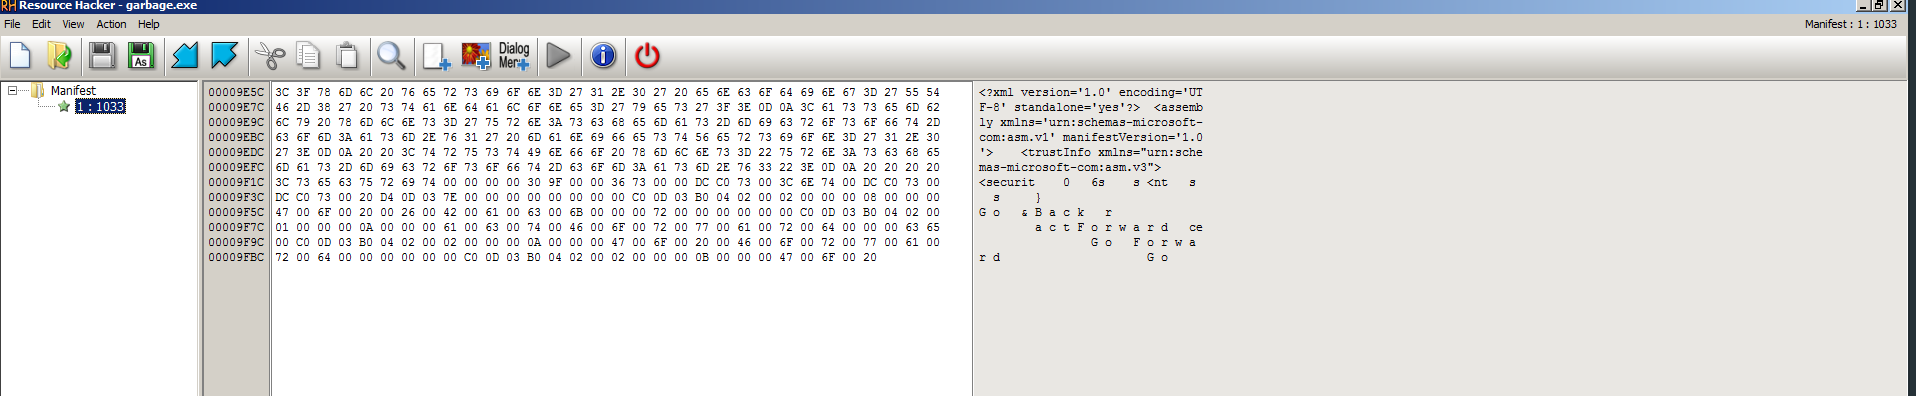 RH Resource Hacker - garbage.exe
File Edit View Action Help Manifest : 1 : 1033
As Dialog Menu
Manifest
1 : 1033
00009E5C 3C 3F 78 6D 6C 20 76 65 72 73 69 6F 6E 3D 27 31 2E 30 27 20 65 6E 63 6F 64 69 6E 67 3D 27 55 54 <?xml version='1.0' encoding='UT
00009E7C 46 2D 38 27 20 73 74 61 6E 64 61 6C 6F 6E 65 3D 27 79 65 73 27 3F 3E 0D 0A 3C 61 73 73 65 6D 62 F-8' standalone='yes'?> <assemb
00009E9C 6C 79 20 78 6D 6C 6E 73 3D 27 75 72 6E 3A 73 63 68 65 6D 61 73 2D 6D 69 63 72 6F 73 6F 66 74 2D ly xmlns='urn:schemas-microsoft-
00009EBC 63 6F 6D 3A 61 73 6D 2E 76 31 27 20 6D 61 6E 69 66 65 73 74 56 65 72 73 69 6F 6E 3D 27 31 2E 30 com:asm.v1' manifestVersion='1.0
00009EDC 27 3E 0D 0A 20 20 3C 74 72 75 73 74 49 6E 66 6F 20 78 6D 6C 6E 73 3D 22 75 72 6E 3A 73 63 68 65 '> <trustInfo xmlns="urn:sche
00009EFC 6D 61 73 2D 6D 69 63 72 6F 73 6F 66 74 2D 63 6F 6D 3A 61 73 6D 2E 76 33 22 3E 0D 0A 20 20 20 20 mas-microsoft-com:asm.v3">
00009F1C 3C 73 65 63 75 72 69 74 00 00 00 00 30 9F 00 00 36 73 00 00 DC C0 73 00 3C 6E 74 00 DC C0 73 00 <securit 0 6s s <nt s
00009F3C DC C0 73 00 20 D4 0D 03 7E 00 00 00 00 00 00 00 00 00 00 00 C0 0D 03 B0 04 02 00 02 00 00 00 08 00 00 00 s }
00009F5C 47 00 6F 00 20 00 26 00 42 00 61 00 63 00 6B 00 00 00 00 72 00 00 00 00 00 00 00 C0 0D 03 B0 04 02 00 Go &Back r
00009F7C 01 00 00 00 0A 00 00 00 61 00 63 00 74 00 46 00 6F 00 72 00 77 00 61 00 72 00 64 00 00 00 63 65 actForward ce
00009F9C 00 C0 0D 03 B0 04 02 00 02 00 00 00 0A 00 00 00 47 00 6F 00 20 00 46 00 6F 00 72 00 77 00 61 00 Go Forwa
00009FBC 72 00 64 00 00 00 00 00 00 C0 0D 03 B0 04 02 00 02 00 00 00 0B 00 00 00 47 00 6F 00 20 rd Go